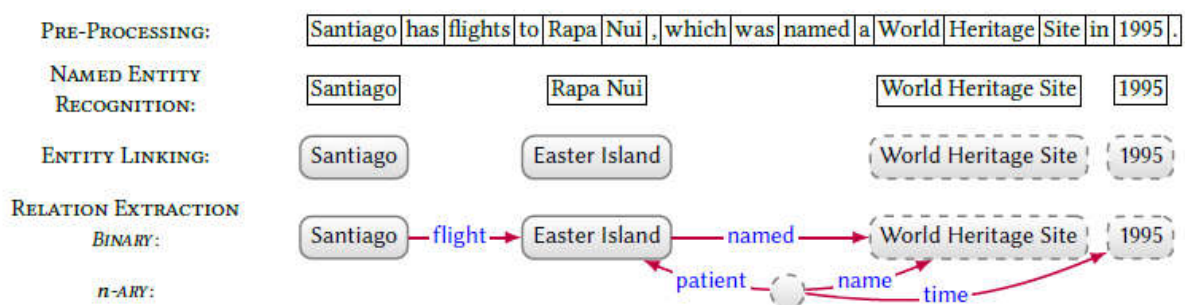 PRE-PROCESSING: Santiago has flights to Rapa Nui , which was named a World Heritage Site in 1995 .
NAMED ENTITY
RECOGNITION: Santiago Rapa Nui World Heritage Site 1995
ENTITY LINKING: Santiago Easter Island World Heritage Site 1995
RELATION EXTRACTION
BINARY: Santiago flight Easter Island named World Heritage Site 1995
n-ARY: patient name time